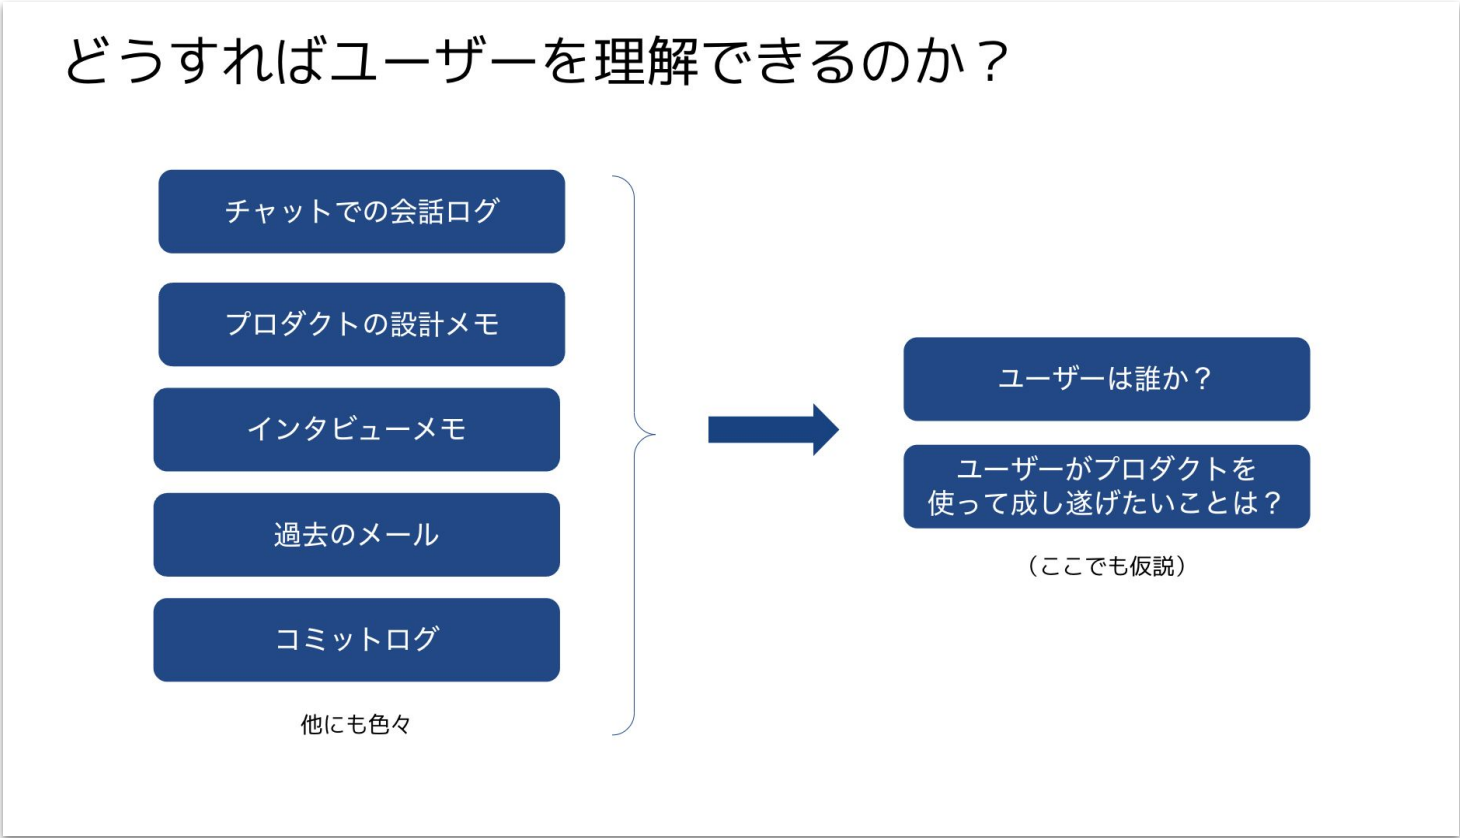 どうすればユーザーを理解できるのか？
チャットでの会話ログ
プロダクトの設計メモ
インタビューメモ
過去のメール
コミットログ
他にも色々
ユーザーは誰か？
ユーザーがプロダクトを
使って成し遂げたいことは？
（ここでも仮説）